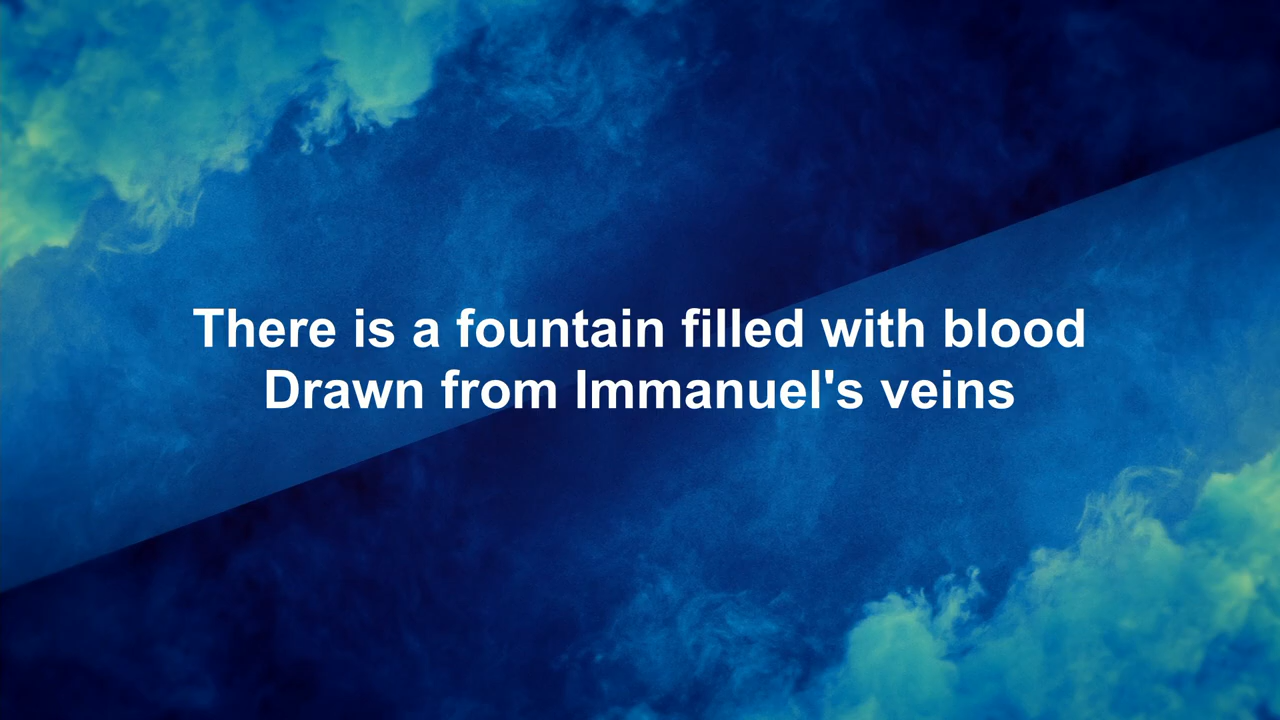 There is a fountain filled with blood
Drawn from Immanuel's veins